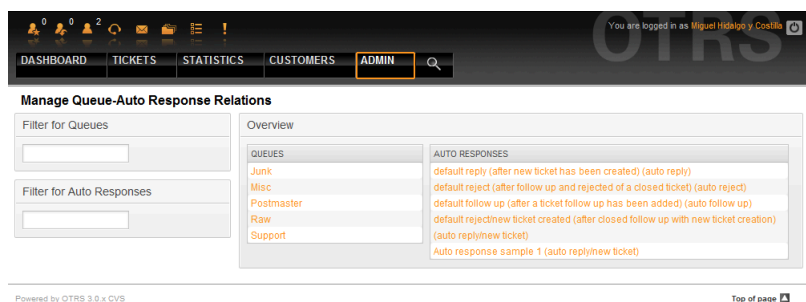 0 0 2
You are logged in as Miguel Hidalgo y Costilla
OTRS
DASHBOARD TICKETS STATISTICS CUSTOMERS ADMIN
Manage Queue-Auto Response Relations
Filter for Queues
Filter for Auto Responses
Overview
QUEUES
Junk
Misc
Postmaster
Raw
Support
AUTO RESPONSES
default reply (after new ticket has been created) (auto reply)
default reject (after follow up and rejected of a closed ticket) (auto reject)
default follow up (after a ticket follow up has been added) (auto follow up)
default reject/new ticket created (after closed follow up with new ticket creation)
(auto reply/new ticket)
Auto response sample 1 (auto reply/new ticket)
Powered by OTRS 3.0.x CVS
Top of page